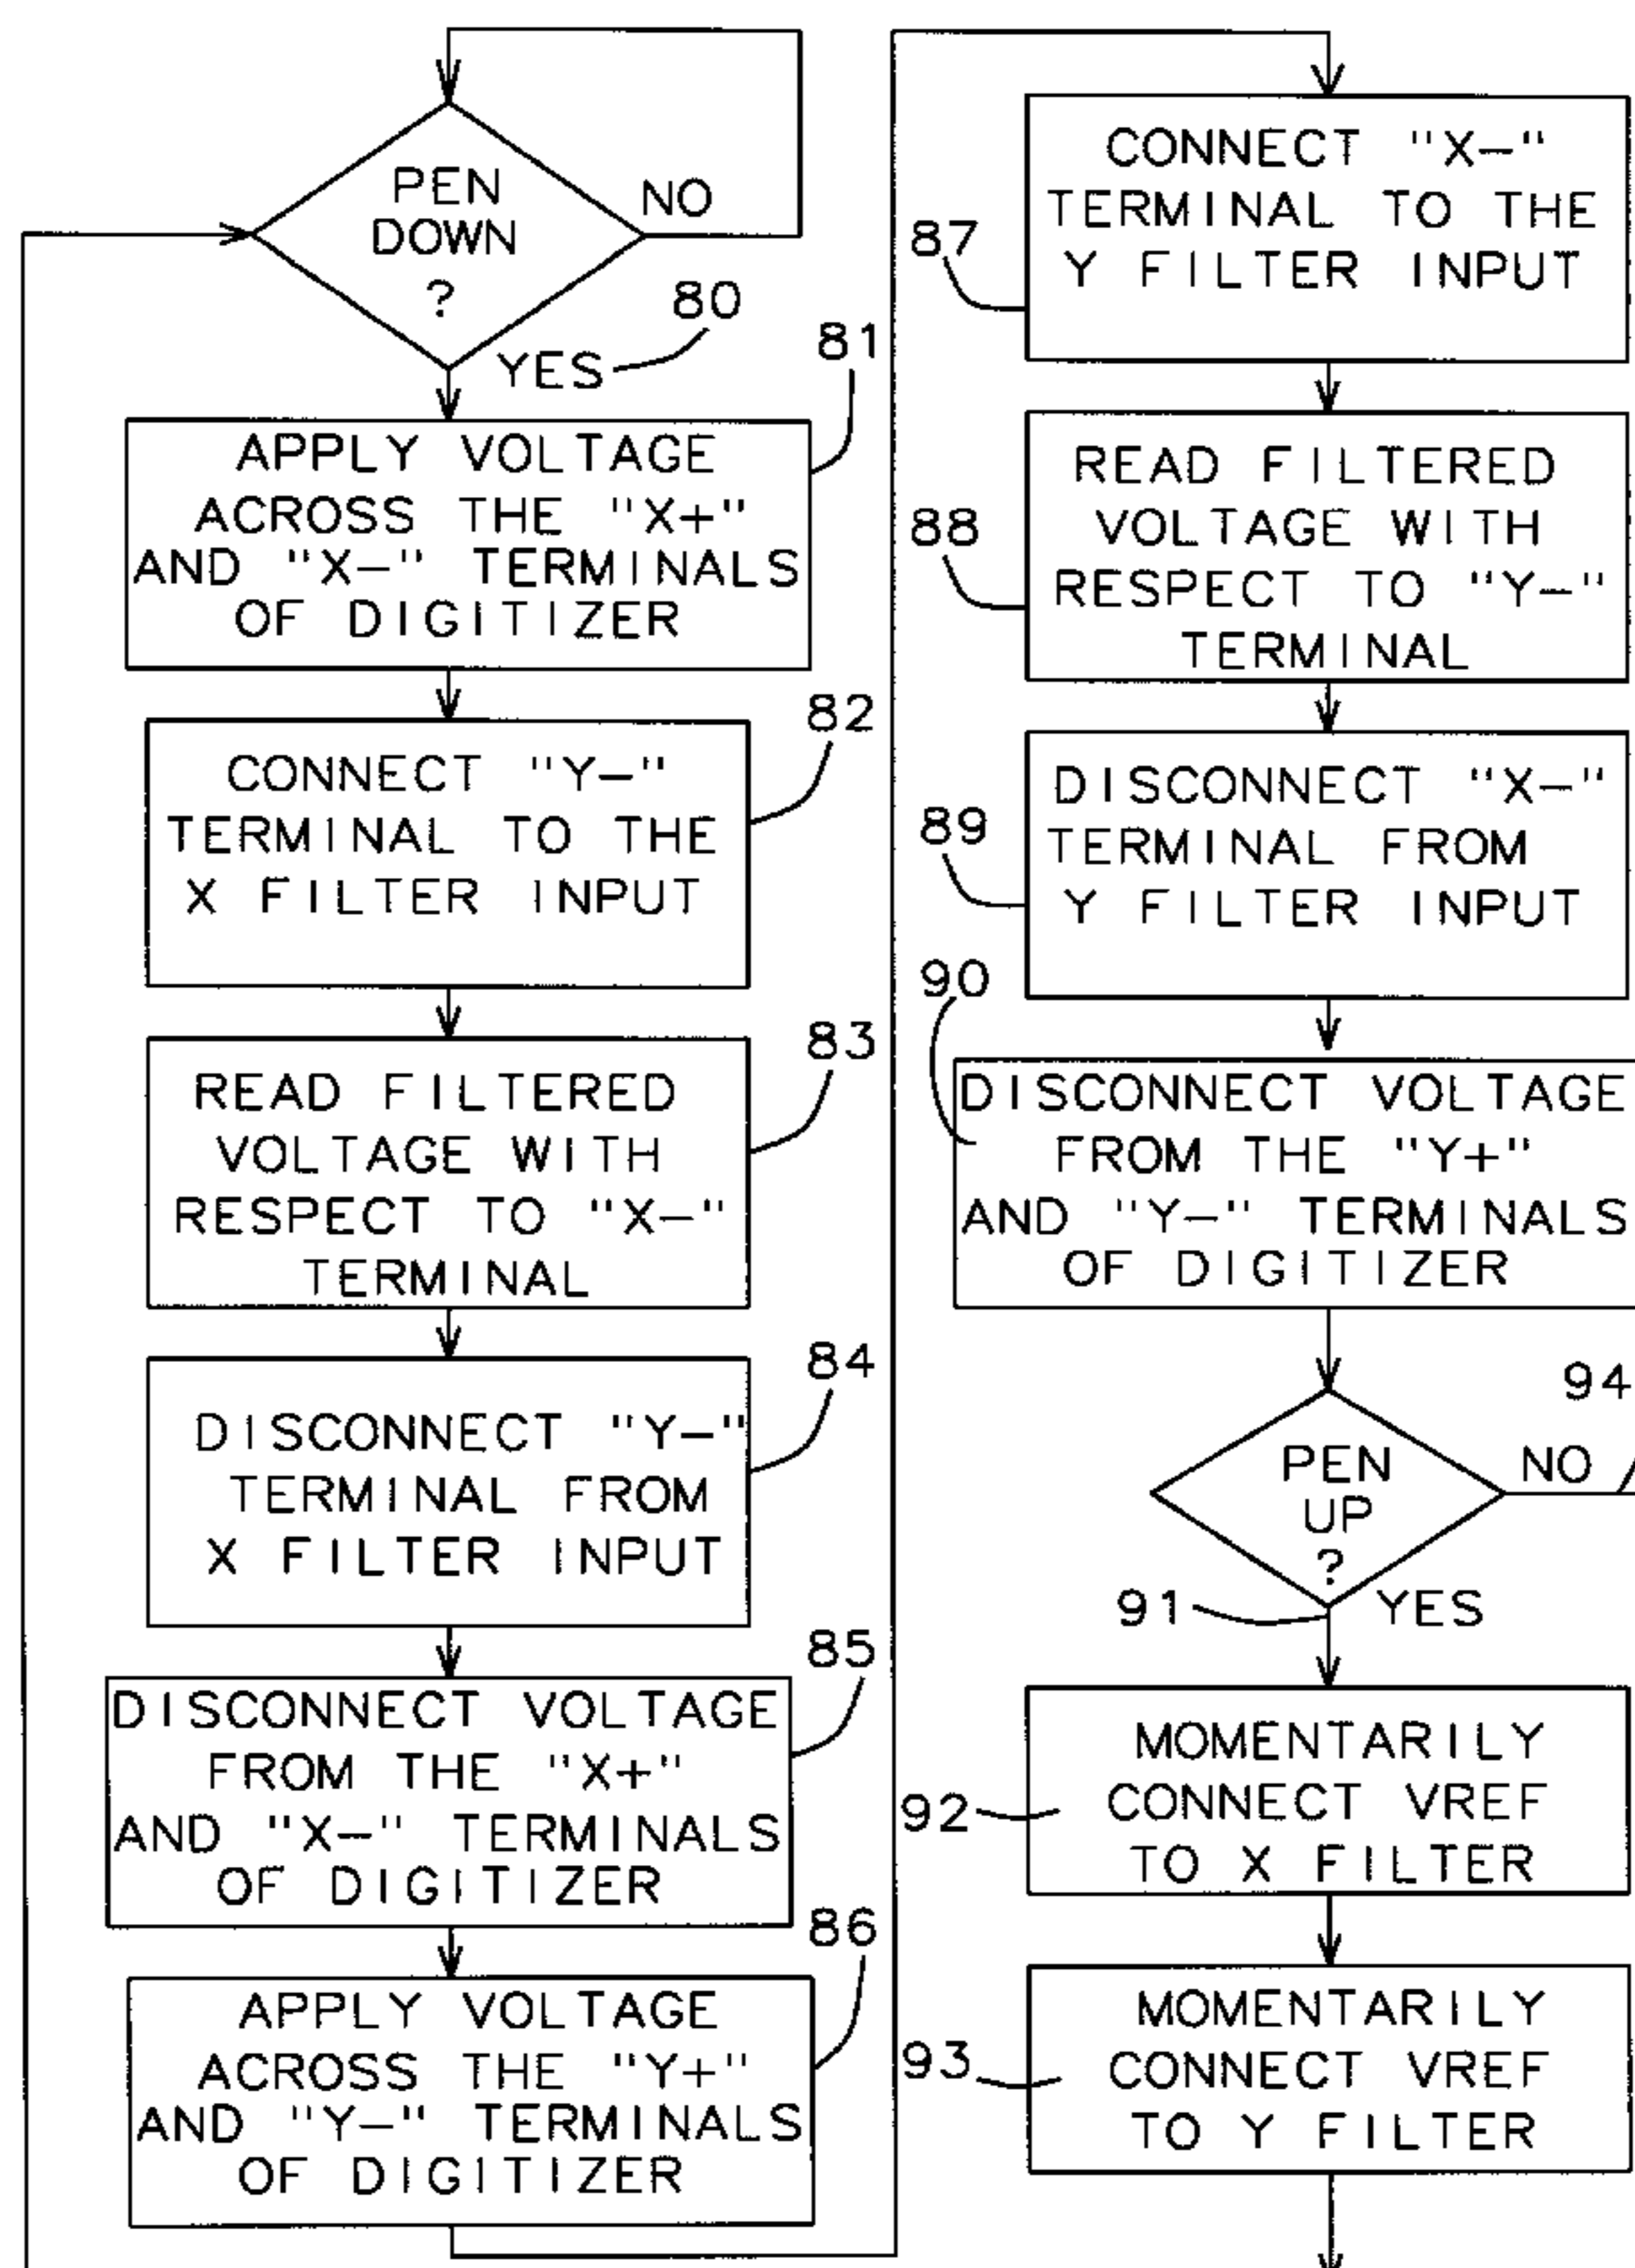 PEN
DOWN
?
NO
YES
80
81
APPLY VOLTAGE
ACROSS THE "X+"
AND "X-" TERMINALS
OF DIGITIZER
82
CONNECT "Y-"
TERMINAL TO THE
X FILTER INPUT
83
READ FILTERED
VOLTAGE WITH
RESPECT TO "X-"
TERMINAL
84
DISCONNECT "Y-"
TERMINAL FROM
X FILTER INPUT
85
DISCONNECT VOLTAGE
FROM THE "X+"
AND "X-" TERMINALS
OF DIGITIZER
86
APPLY VOLTAGE
ACROSS THE "Y+"
AND "Y-" TERMINALS
OF DIGITIZER
87
CONNECT "X-"
TERMINAL TO THE
Y FILTER INPUT
88
READ FILTERED
VOLTAGE WITH
RESPECT TO "Y-"
TERMINAL
89
DISCONNECT "X-"
TERMINAL FROM
Y FILTER INPUT
90
DISCONNECT VOLTAGE
FROM THE "Y+"
AND "Y-" TERMINALS
OF DIGITIZER
94
PEN
UP
?
NO
91
YES
92
MOMENTARILY
CONNECT VREF
TO X FILTER
93
MOMENTARILY
CONNECT VREF
TO Y FILTER